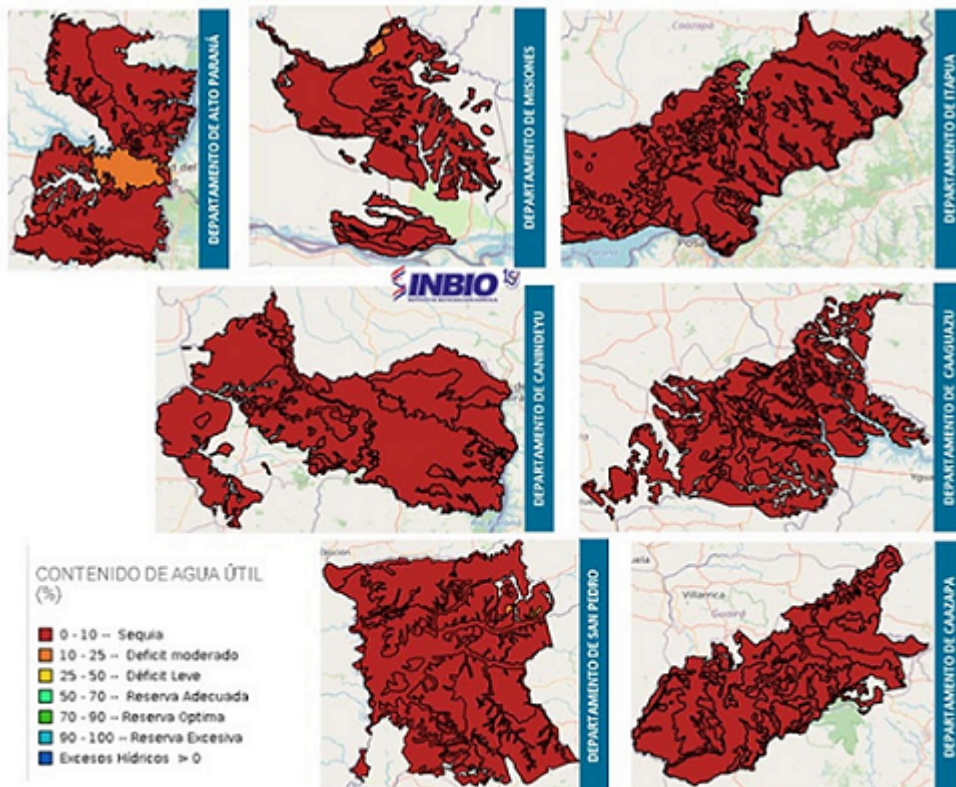 DEPARTAMENTO DE ALTO PARANÁ
DEPARTAMENTO DE MISIONES
Caazapá
DEPARTAMENTO DE ITAPUA
INBIO
DEPARTAMENTO DE CANINDEYU
DEPARTAMENTO DE CAAGUAZU
CONTENIDO DE AGUA ÚTIL
(%)
0 - 10 -- Sequia
10 - 25 -- Deficit moderado
25 - 50 -- Déficit Leve
50 - 70 -- Reserva Adecuada
70 - 90 -- Reserva Optima
90 - 100 -- Reserva Excesiva
Excesos Hídricos > 0
DEPARTAMENTO DE SAN PEDRO
Villarrica
Guairá
DEPARTAMENTO DE CAAZAPA